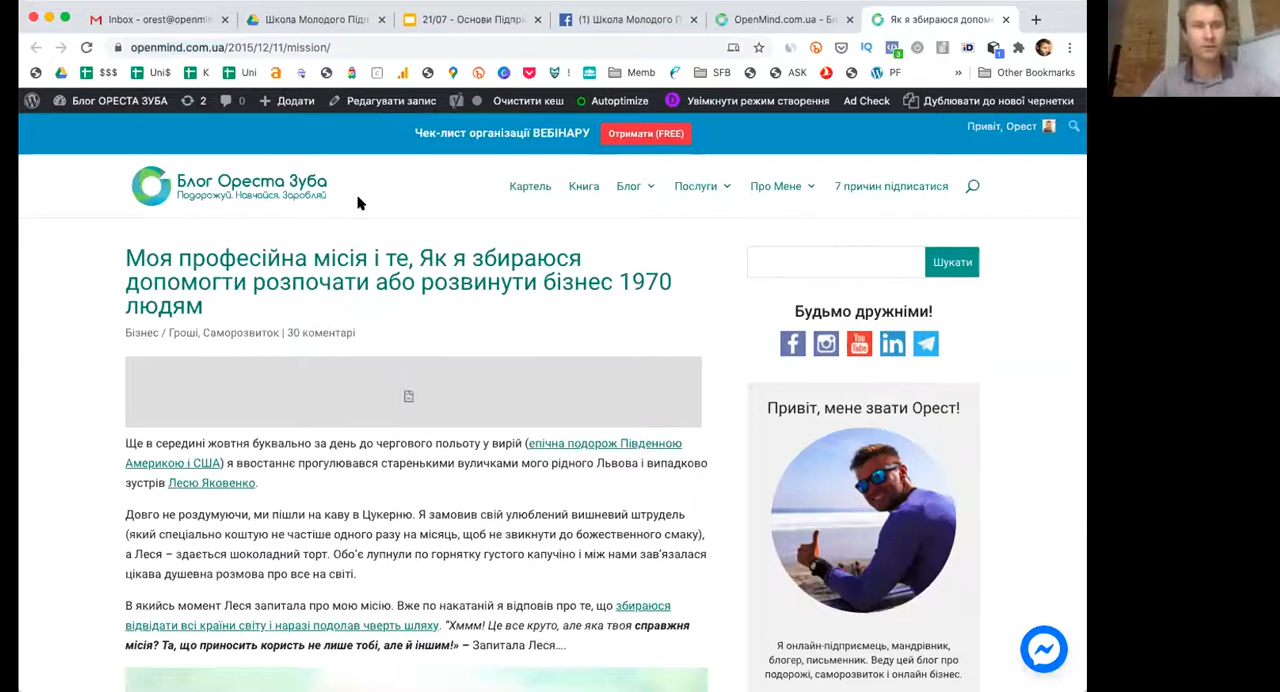 Inbox - orest@openmi
Школа Молодого Під
21/07 - Основи Підпри
(1) Школа Молодого П
OpenMind.com.ua - Б
Як я збираюся допом
openmind.com.ua/2015/12/11/mission/
$$$
Uni$
K
Uni
Memb
SFB
ASK
PF
Other Bookmarks
Блог ОРЕСТА ЗУБА
2
0
Додати
Редагувати запис
Очистити кеш
Autoptimize
Увімкнути режим створення
Ad Check
Дублювати до нової чернетки
Чек-лист організації ВЕБІНАРУ
Отримати (FREE)
Привіт, Орест
Блог Ореста Зуба
Подорожуй. Навчайся. Заробляй
Картель
Книга
Блог
Послуги
Про Мене
7 причин підписатися
Моя професійна місія і те, Як я збираюся
допомогти розпочати або розвинути бізнес 1970
людям
Бізнес / Гроші, Саморозвиток | 30 коментарі
Ще в середині жовтня буквально за день до чергового польоту у вирій (епічна подорож Південною
Америкою і США) я ввостаннє прогулювався старенькими вуличками мого рідного Львова і випадково
зустрів Лесю Яковенко.
Довго не роздумуючи, ми пішли на каву в Цукерню. Я замовив свій улюблений вишневий штрудель
(який спеціально коштую не частіше одного разу на місяць, щоб не звикнути до божественного смаку),
а Леся – здається шоколадний торт. Обо'є лупнули по горнятку густого капучіно і між нами зав'язалася
цікава душевна розмова про все на світі.
В якийсь момент Леся запитала про мою місію. Вже по накатаній я відповів про те, що збираюся
відвідати всі країни світу і наразі подолав чверть шляху. "Хммм! Це все круто, але яка твоя справжня
місія? Та, що приносить користь не лише тобі, але й іншим!» – Запитала Леся....
Шукати
Будьмо дружніми!
Привіт, мене звати Орест!
Я онлайн-підприємець, мандрівник,
блогер, письменник. Веду цей блог про
подорожі, саморозвиток і онлайн бізнес.